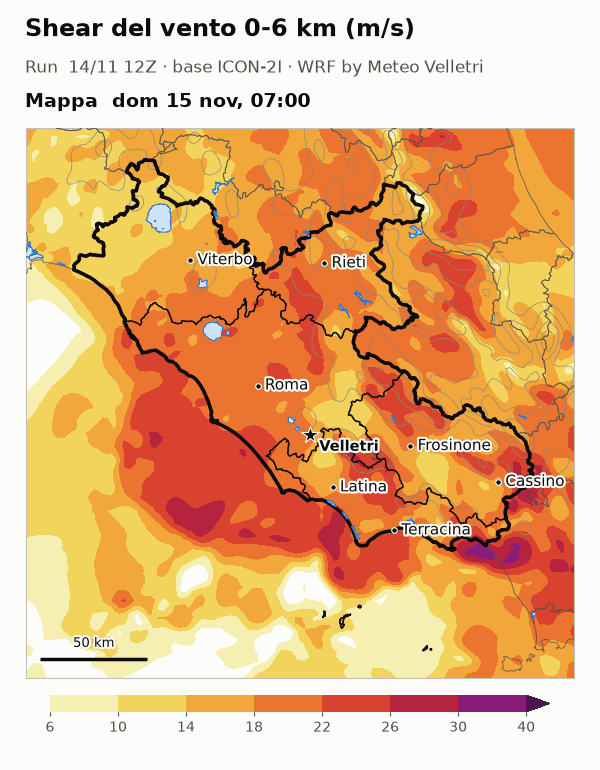 Shear del vento 0-6 km (m/s)
Run  14/11 12Z · base ICON-2I · WRF by Meteo Velletri
Mappa  dom 15 nov, 07:00
Viterbo
Rieti
Roma
Velletri
Frosinone
Latina
Cassino
Terracina
50 km
6 10 14 18 22 26 30 40